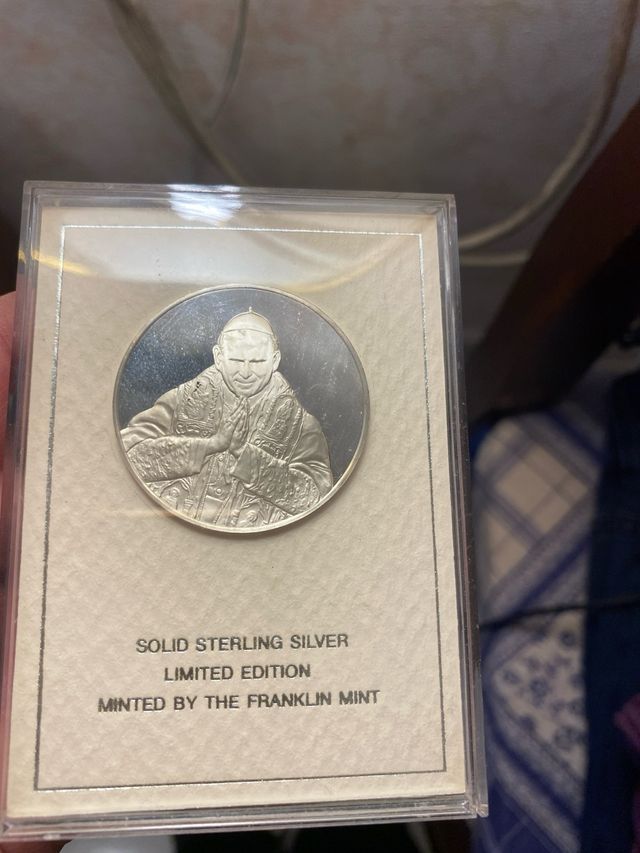 SOLID STERLING SILVER
LIMITED EDITION
MINTED BY THE FRANKLIN MINT